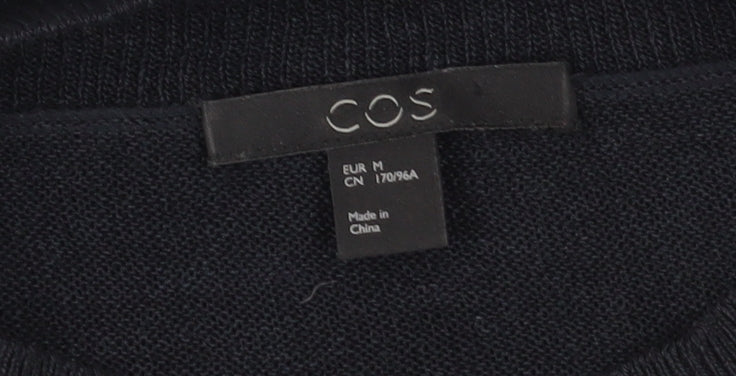 COS
EUR M
CN 170/96A
Made in
China